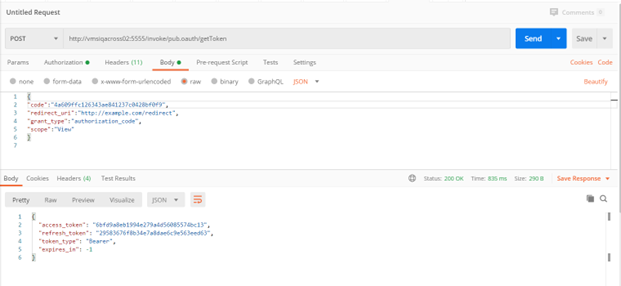 Untitled Request
Comments 0
POST http://vmsiqacross02:5555/invoke/pub.oauth/getToken Send Save
Params Authorization Headers (11) Body Pre-request Script Tests Settings Cookies Code
none form-data x-www-form-urlencoded raw binary GraphQL JSON Beautify
1 {
2 "code":"4a609ffc126343ae841237c0428bf0f9",
3 "redirect_uri":"http://example.com/redirect",
4 "grant_type":"authorization_code",
5 "scope":"View"
6 }
7
Body Cookies Headers (4) Test Results Status: 200 OK Time: 835 ms Size: 290 B Save Response
Pretty Raw Preview Visualize JSON
1 {
2 "access_token": "6bfd9a8eb1994e279a4d56085574bc13",
3 "refresh_token": "29583676f8b34e7a8dae6c9e563eed63",
4 "token_type": "Bearer",
5 "expires_in": -1
6 }